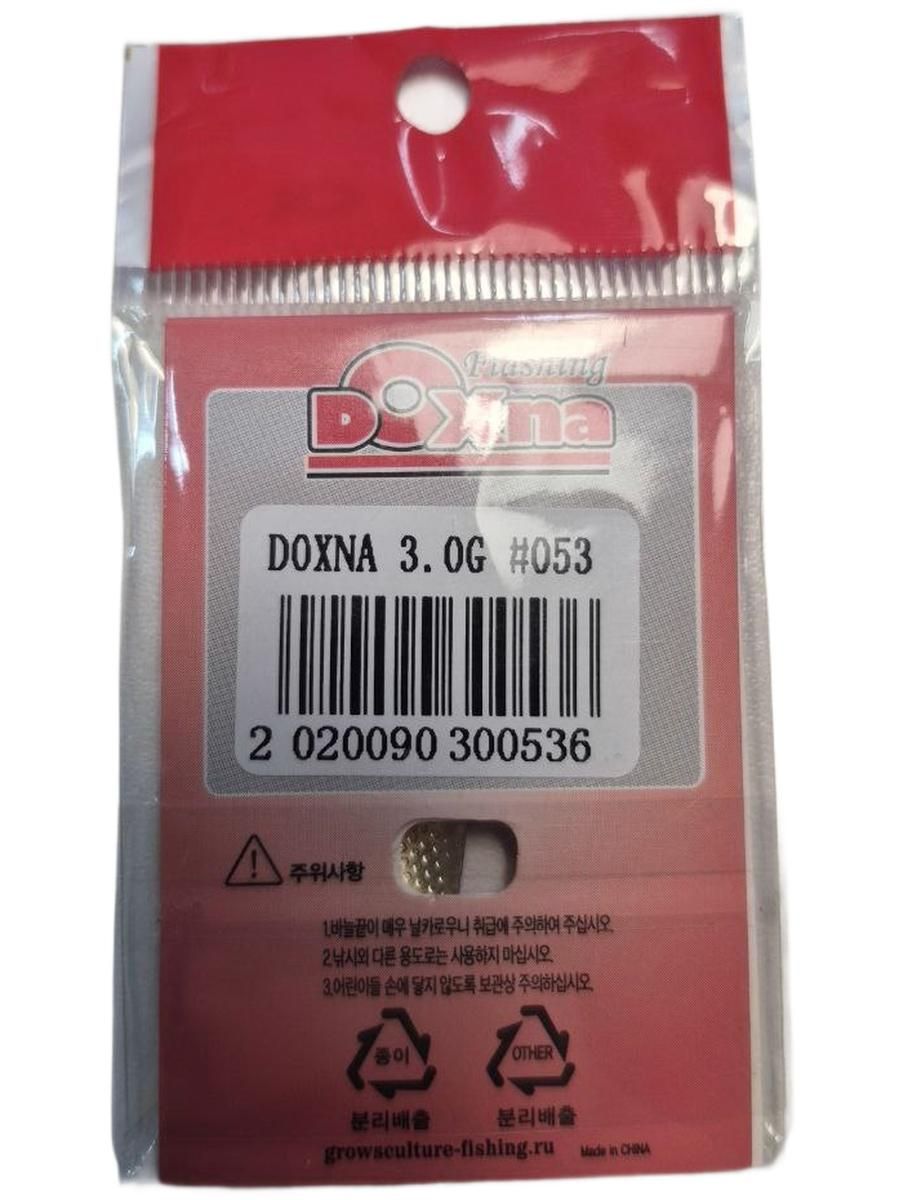 Fiashing
DOXna
DOXNA 3.0G #053
2 020090 300536
주위사항
1.바늘끝이 매우 날카로우니 취급에 주의하여 주십시오.
2.낚시외 다른 용도로는 사용하지 마십시오.
3.어린이들 손에 닿지 않도록 보관상 주의하십시오.
종이 OTHER
분리배출 분리배출
growsculture-fishing.ru Made in CHINA